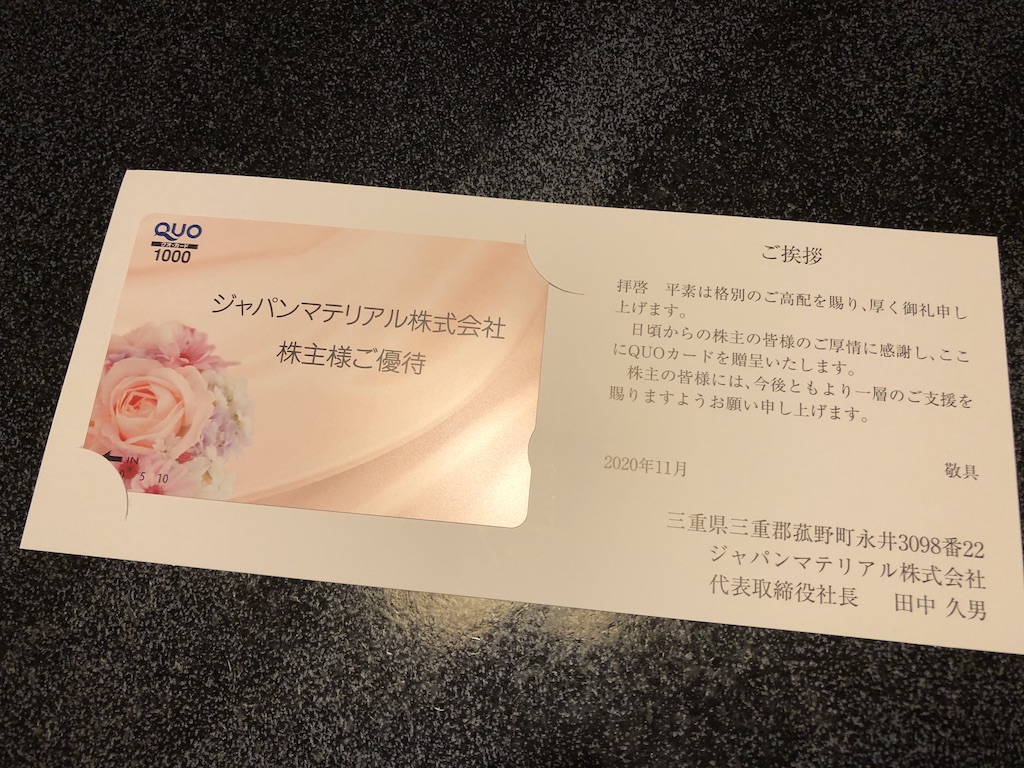 QUO
クオ・カード
1000
ジャパンマテリアル株式会社
株主様ご優待
IN
0 5 10
ご挨拶
拝啓　平素は格別のご高配を賜り、厚く御礼申し
上げます。
日頃からの株主の皆様のご厚情に感謝し、ここ
にQUOカードを贈呈いたします。
株主の皆様には、今後ともより一層のご支援を
賜りますようお願い申し上げます。
2020年11月　敬具
三重県三重郡菰野町永井3098番22
ジャパンマテリアル株式会社
代表取締役社長　田中 久男